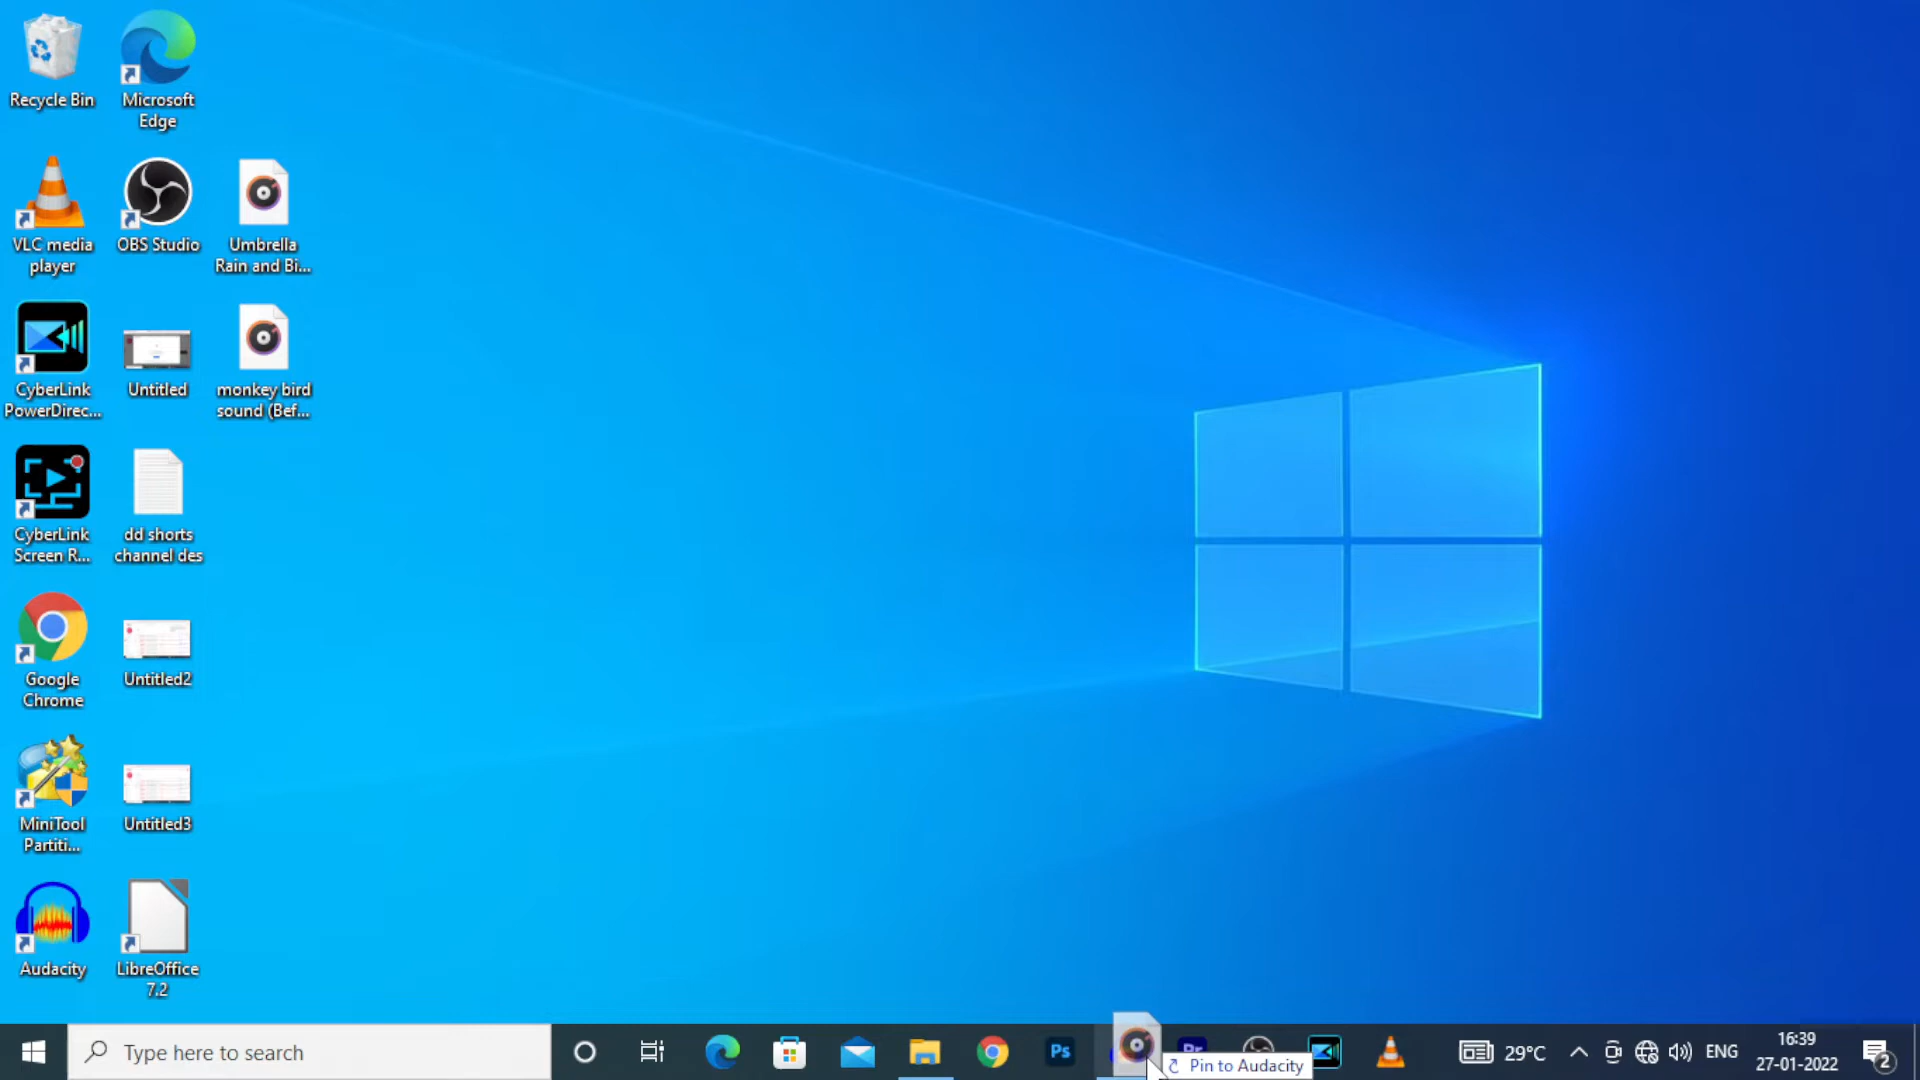 Recycle Bin
Microsoft
Edge
VLC media
player
OBS Studio
Umbrella
Rain and Bi...
CyberLink
PowerDirec...
Untitled
monkey bird
sound (Bef...
CyberLink
Screen R...
dd shorts
channel des
Google
Chrome
Untitled2
MiniTool
Partiti...
Untitled3
Audacity
LibreOffice
7.2
Type here to search
Ps
Pr
Pin to Audacity
29°C
ENG
16:39
27-01-2022
2